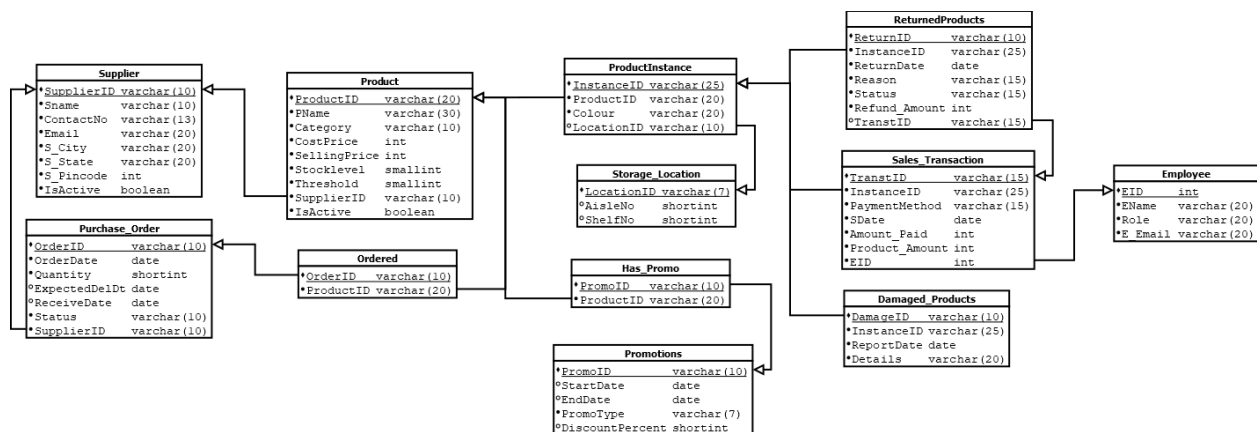 Supplier
SupplierID varchar(10)
Sname varchar(10)
ContactNo varchar(13)
Email varchar(20)
S_City varchar(20)
S_State varchar(20)
S_Pincode int
IsActive boolean
Purchase_Order
OrderID varchar(10)
OrderDate date
Quantity shortint
ExpectedDelDt date
ReceiveDate date
Status varchar(10)
SupplierID varchar(10)
Product
ProductID varchar(20)
PName varchar(30)
Category varchar(10)
CostPrice int
SellingPrice int
Stocklevel smallint
Threshold smallint
SupplierID varchar(10)
IsActive boolean
Ordered
OrderID varchar(10)
ProductID varchar(20)
ProductInstance
InstanceID varchar(25)
ProductID varchar(20)
Colour varchar(20)
LocationID varchar(10)
Storage_Location
LocationID varchar(7)
AisleNo shortint
ShelfNo shortint
Has_Promo
PromoID varchar(10)
ProductID varchar(20)
Promotions
PromoID varchar(10)
StartDate date
EndDate date
PromoType varchar(7)
DiscountPercent shortint
ReturnedProducts
ReturnID varchar(10)
InstanceID varchar(25)
ReturnDate date
Reason varchar(15)
Status varchar(15)
Refund_Amount int
TranstID varchar(15)
Sales_Transaction
TranstID varchar(15)
InstanceID varchar(25)
PaymentMethod varchar(15)
SDate date
Amount_Paid int
Product_Amount int
EID int
Damaged_Products
DamageID varchar(10)
InstanceID varchar(25)
ReportDate date
Details varchar(20)
Employee
EID int
EName varchar(20)
Role varchar(20)
E_Email varchar(20)